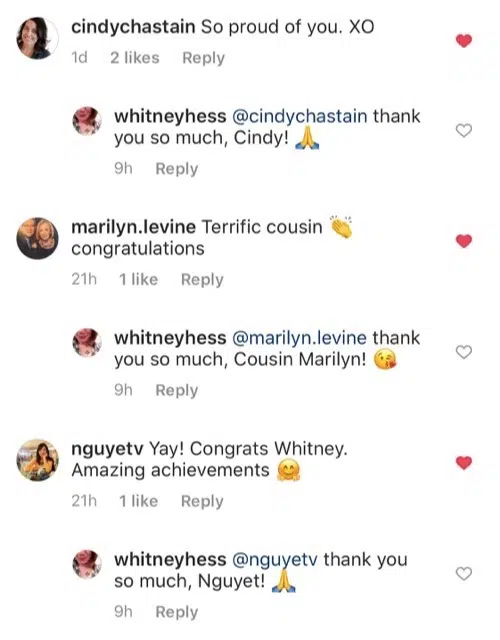 cindychastain So proud of you. XO
1d 2 likes Reply
whitneyhess @cindychastain thank
you so much, Cindy! 🙏
9h Reply
marilyn.levine Terrific cousin 👏
congratulations
21h 1 like Reply
whitneyhess @marilyn.levine thank
you so much, Cousin Marilyn! 😘
9h Reply
nguyetv Yay! Congrats Whitney.
Amazing achievements 🤗
21h 1 like Reply
whitneyhess @nguyetv thank you
so much, Nguyet! 🙏
9h Reply